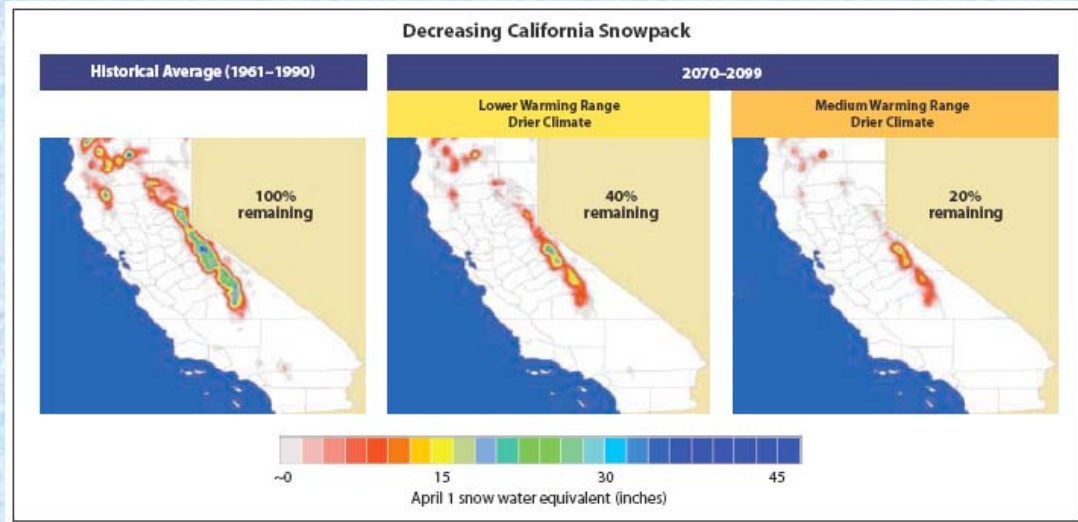 Decreasing California Snowpack
Historical Average (1961–1990)
2070–2099
Lower Warming Range
Drier Climate
Medium Warming Range
Drier Climate
100%
remaining
40%
remaining
20%
remaining
~0
15
30
45
April 1 snow water equivalent (inches)